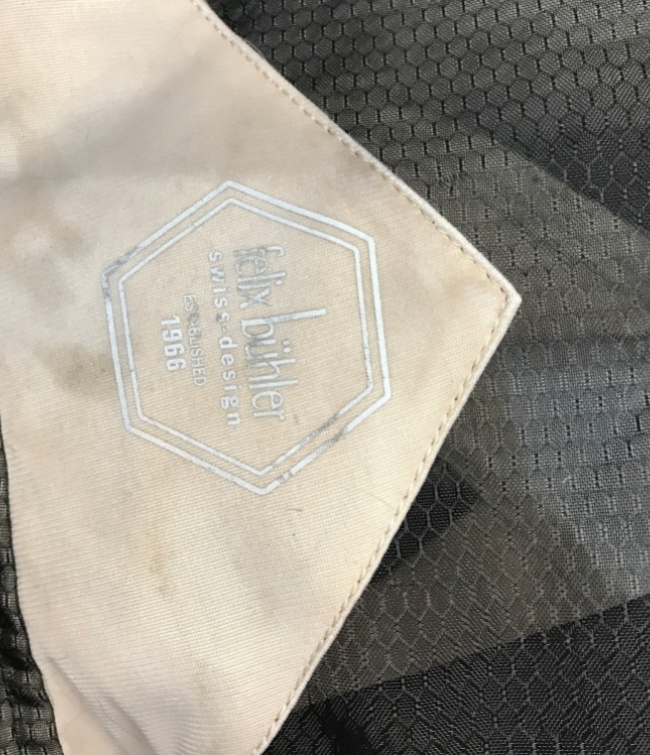 felix bühler
swiss-design
ESTABLISHED
1966